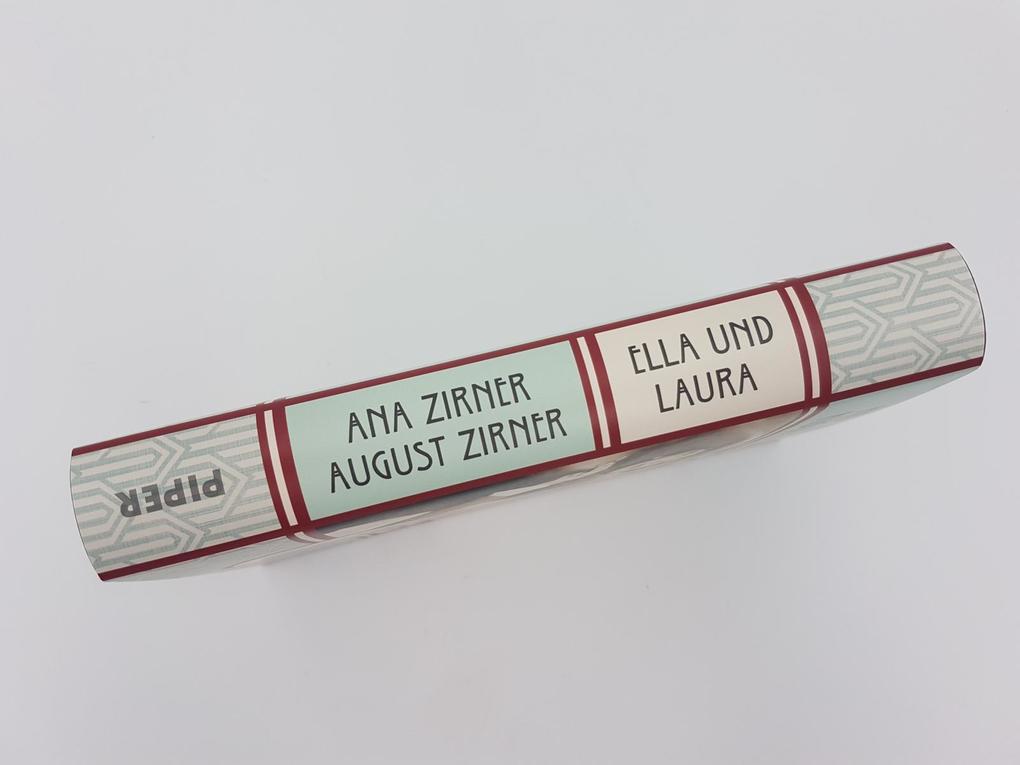 ANA ZIRNER
AUGUST ZIRNER
ELLA UND
LAURA
PIPER